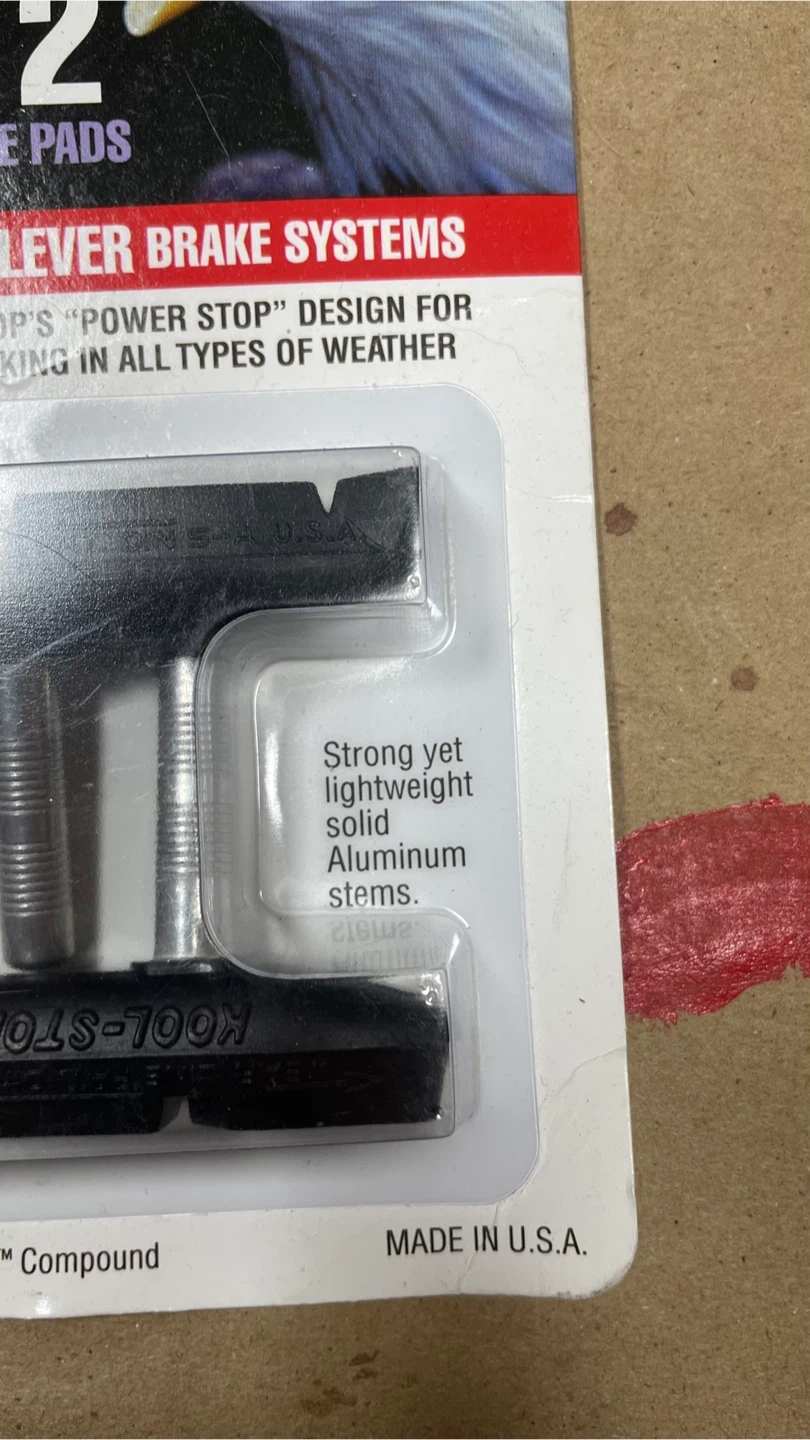 2
E PADS
LEVER BRAKE SYSTEMS
OP'S “POWER STOP” DESIGN FOR
KING IN ALL TYPES OF WEATHER
U.S.A.
Strong yet
lightweight
solid
Aluminum
stems.
KOOL-STO
™ Compound
MADE IN U.S.A.